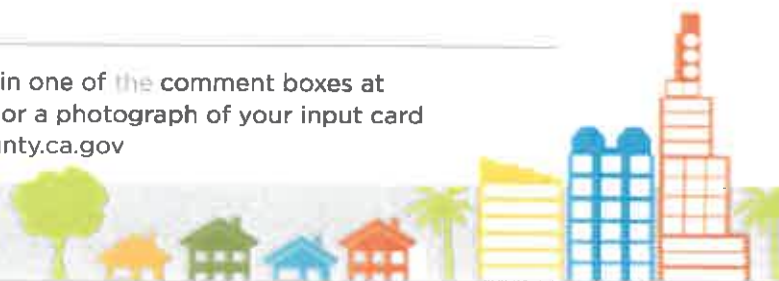 in one of the comment boxes at
or a photograph of your input card
nty.ca.gov